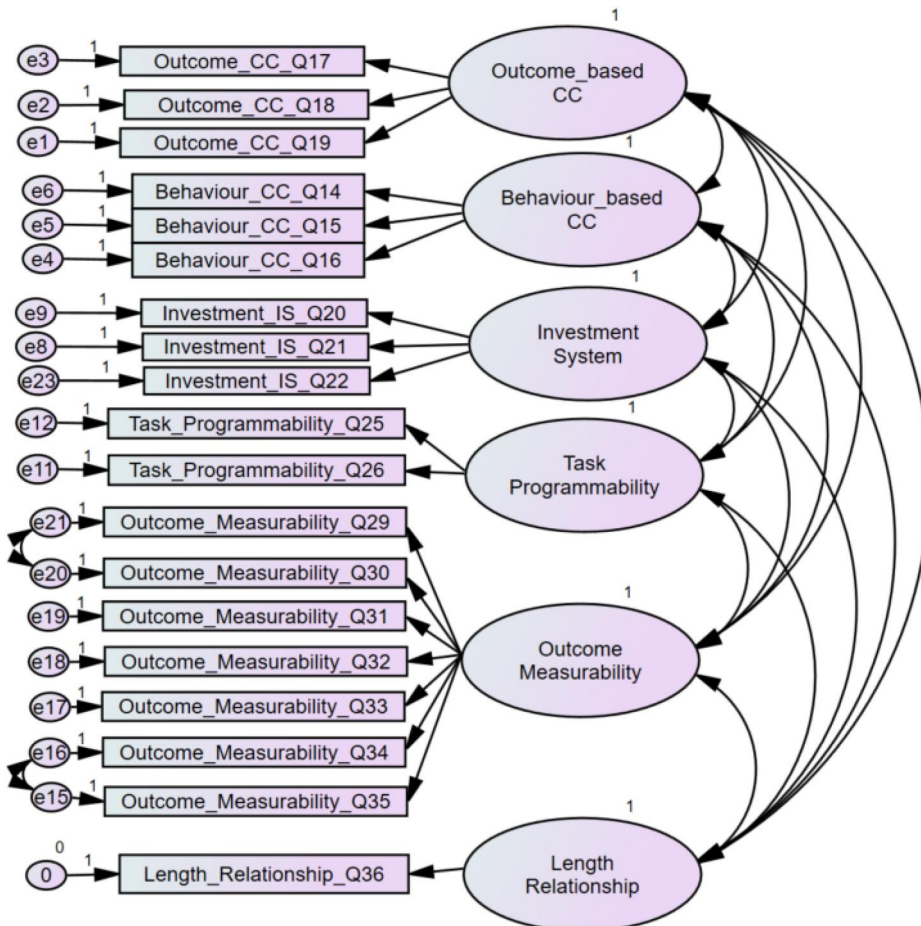 1
e3 1 Outcome_CC_Q17
Outcome_based
CC
e2 1 Outcome_CC_Q18
e1 1 Outcome_CC_Q19
1
e6 1 Behaviour_CC_Q14
Behaviour_based
CC
e5 1 Behaviour_CC_Q15
e4 1 Behaviour_CC_Q16
1
e9 1 Investment_IS_Q20
Investment
System
e8 1 Investment_IS_Q21
e23 1 Investment_IS_Q22
1
e12 1 Task_Programmability_Q25
Task
Programmability
e11 1 Task_Programmability_Q26
e21 1 Outcome_Measurability_Q29
e20 1 Outcome_Measurability_Q30
1
e19 1 Outcome_Measurability_Q31
Outcome
Measurability
e18 1 Outcome_Measurability_Q32
e17 1 Outcome_Measurability_Q33
e16 1 Outcome_Measurability_Q34
e15 1 Outcome_Measurability_Q35
1
0
0 1 Length_Relationship_Q36
Length
Relationship